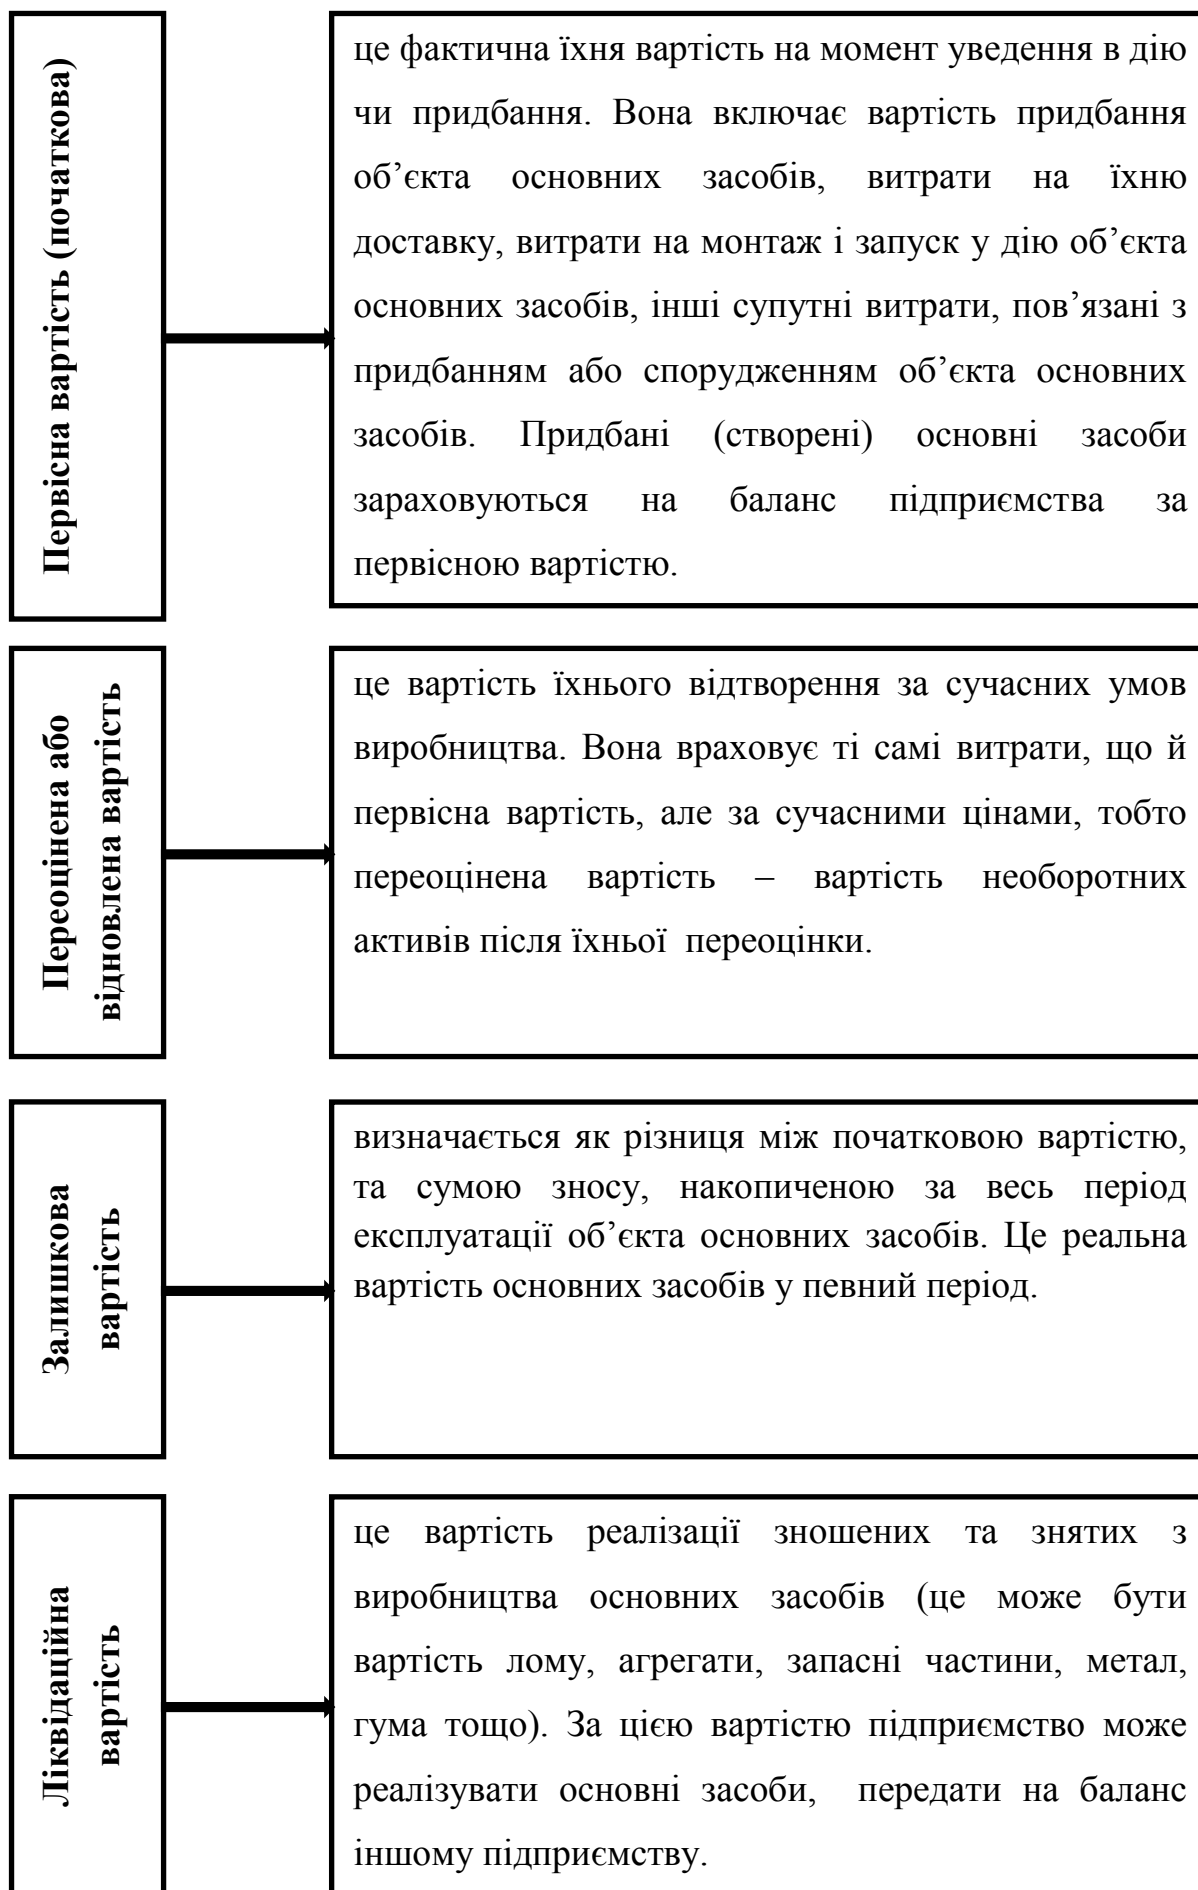 Первісна вартість (початкова)
це фактична їхня вартість на момент уведення в дію
чи придбання. Вона включає вартість придбання
об’єкта основних засобів, витрати на їхню
доставку, витрати на монтаж і запуск у дію об’єкта
основних засобів, інші супутні витрати, пов’язані з
придбанням або спорудженням об’єкта основних
засобів. Придбані (створені) основні засоби
зараховуються на баланс підприємства за
первісною вартістю.
Переоцінена або
відновлена вартість
це вартість їхнього відтворення за сучасних умов
виробництва. Вона враховує ті самі витрати, що й
первісна вартість, але за сучасними цінами, тобто
переоцінена вартість – вартість необоротних
активів після їхньої переоцінки.
Залишкова
вартість
визначається як різниця між початковою вартістю,
та сумою зносу, накопиченою за весь період
експлуатації об’єкта основних засобів. Це реальна
вартість основних засобів у певний період.
Ліквідаційна
вартість
це вартість реалізації зношених та знятих з
виробництва основних засобів (це може бути
вартість лому, агрегати, запасні частини, метал,
гума тощо). За цією вартістю підприємство може
реалізувати основні засоби, передати на баланс
іншому підприємству.